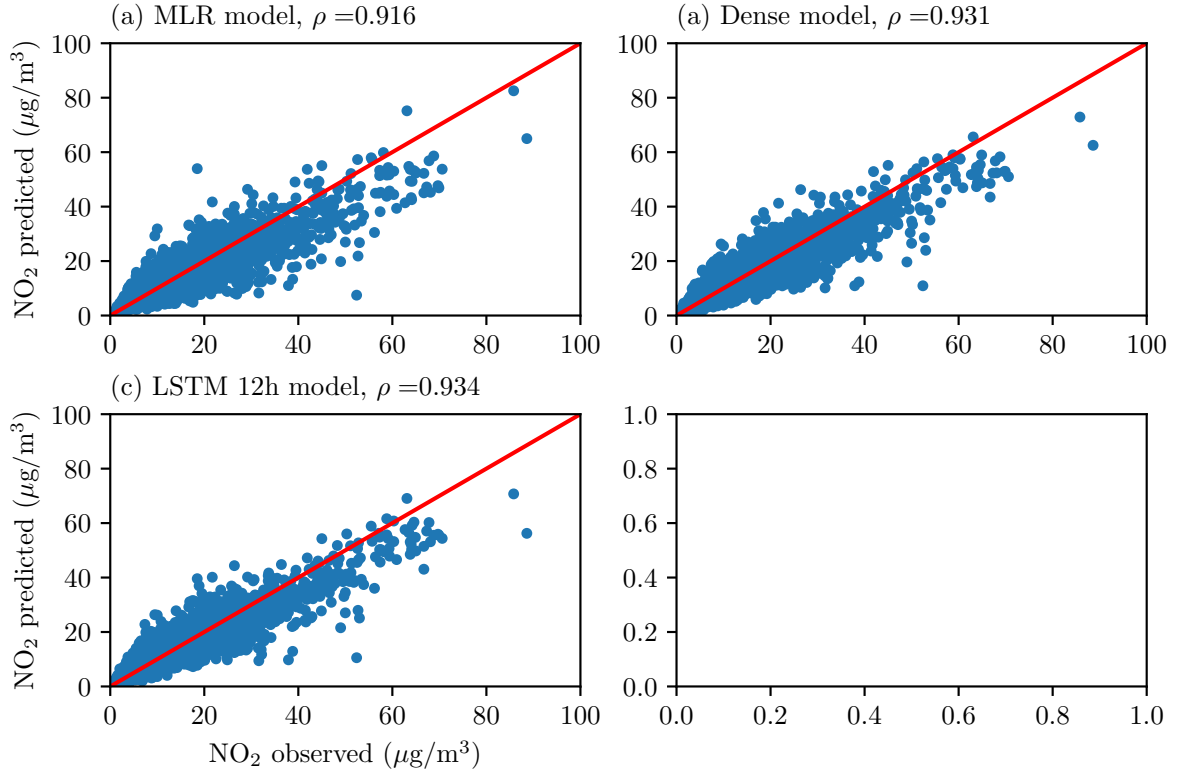 (a) MLR model, ρ =0.916
NO₂ predicted (μg/m³)
100
80
60
40
20
0
0 20 40 60 80 100
(a) Dense model, ρ =0.931
100
80
60
40
20
0
0 20 40 60 80 100
(c) LSTM 12h model, ρ =0.934
NO₂ predicted (μg/m³)
100
80
60
40
20
0
0 20 40 60 80 100
NO₂ observed (μg/m³)
1.0
0.8
0.6
0.4
0.2
0.0
0.0 0.2 0.4 0.6 0.8 1.0